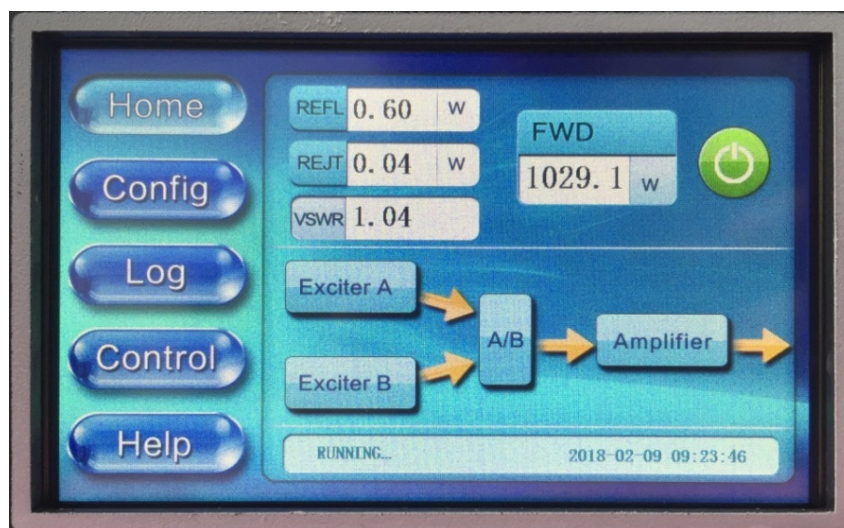 Home
Config
Log
Control
Help
REFL 0.60 W
REJT 0.04 W
VSWR 1.04
FWD
1029.1 W
Exciter A
Exciter B
A/B
Amplifier
RUNNING... 2018-02-09 09:23:46